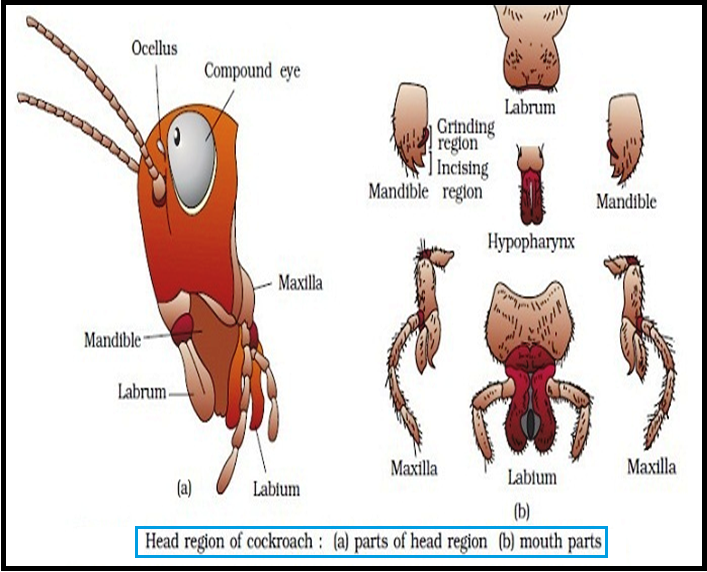 Ocellus
Compound eye
Maxilla
Mandible
Labrum
Labium
(a)
Labrum
Grinding
region
Incising
region
Mandible
Mandible
Hypopharynx
Maxilla
Labium
Maxilla
(b)
Head region of cockroach : (a) parts of head region (b) mouth parts